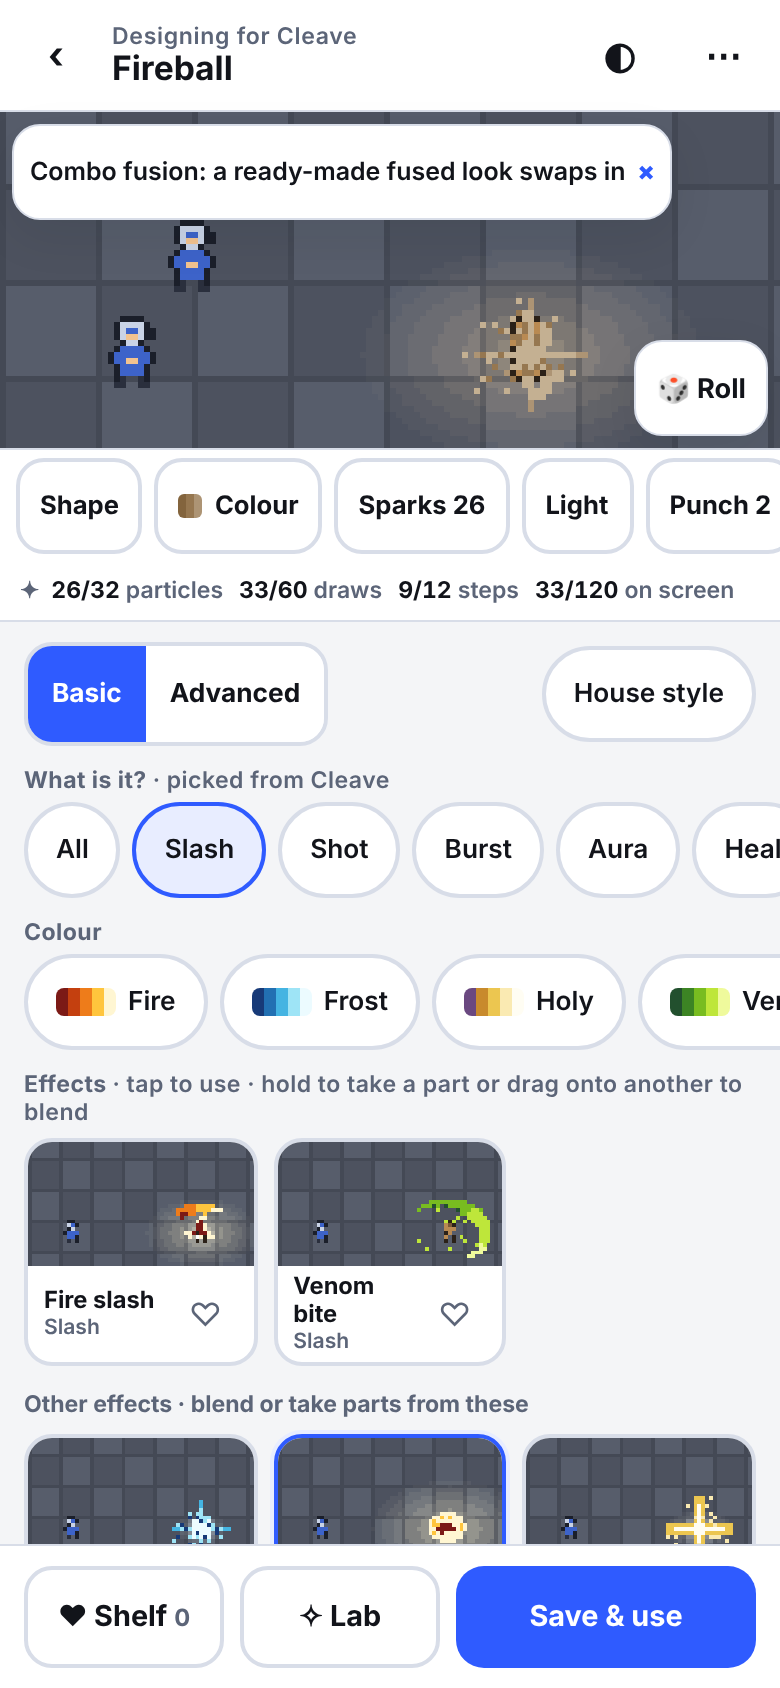 Designing for Cleave
Fireball
Combo fusion: a ready-made fused look swaps in
Roll
Shape
Colour
Sparks 26
Light
Punch 2
26/32 particles 33/60 draws 9/12 steps 33/120 on screen
Basic
Advanced
House style
What is it? · picked from Cleave
All
Slash
Shot
Burst
Aura
Heal
Colour
Fire
Frost
Holy
Effects · tap to use · hold to take a part or drag onto another to
blend
Fire slash
Slash
Venom
bite
Slash
Other effects · blend or take parts from these
Shelf 0
Lab
Save & use